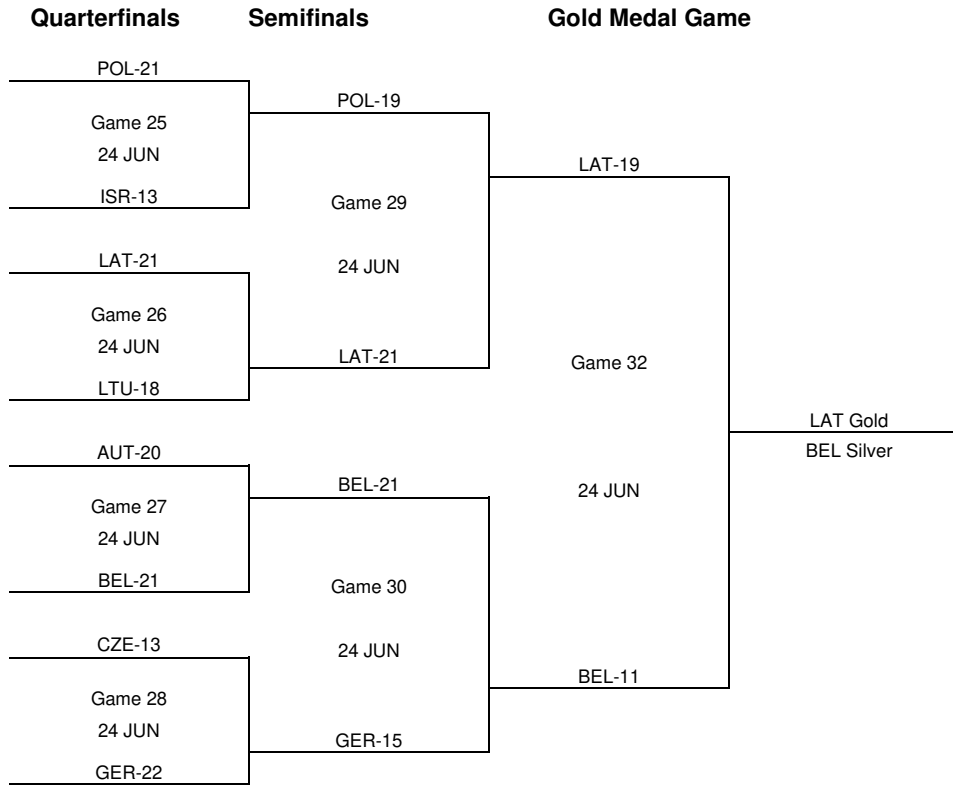 Quarterfinals Semifinals Gold Medal Game
POL-21
POL-19
Game 25
24 JUN
LAT-19
ISR-13
Game 29
LAT-21
24 JUN
Game 26
24 JUN
LAT-21
Game 32
LTU-18
LAT Gold
AUT-20
BEL Silver
BEL-21
24 JUN
Game 27
24 JUN
BEL-21
Game 30
CZE-13
24 JUN
BEL-11
Game 28
24 JUN
GER-15
GER-22